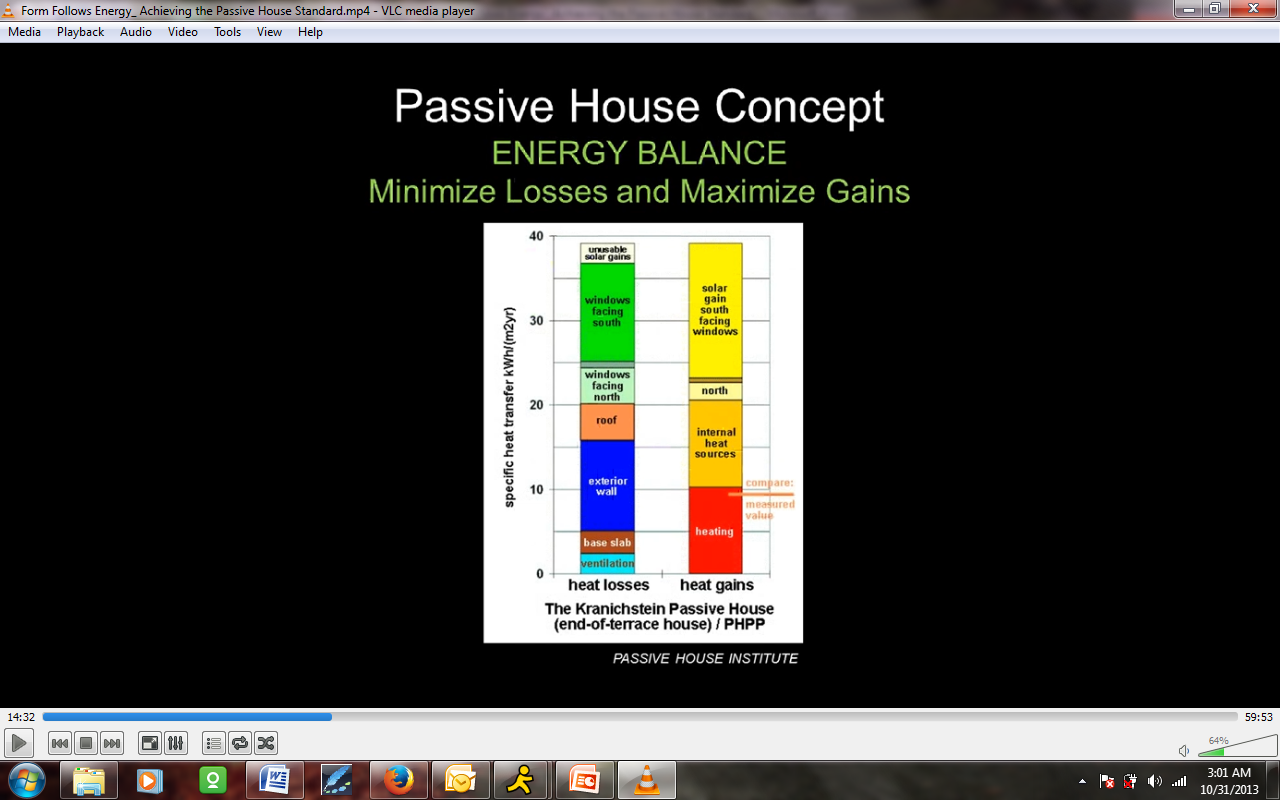 Form Follows Energy_ Achieving the Passive House Standard.mp4 - VLC media player
Media Playback Audio Video Tools View Help
Passive House Concept
ENERGY BALANCE
Minimize Losses and Maximize Gains
specific heat transfer kWh/(m2yr)
40
30
20
10
0
unusable
solar gains
windows
facing
south
windows
facing
north
roof
exterior
wall
base slab
ventilation
solar
gain
south
facing
windows
north
internal
heat
sources
heating
compare:
measured
value
heat losses heat gains
The Kranichstein Passive House
(end-of-terrace house) / PHPP
PASSIVE HOUSE INSTITUTE
14:32 59:53
64%
3:01 AM
10/31/2013